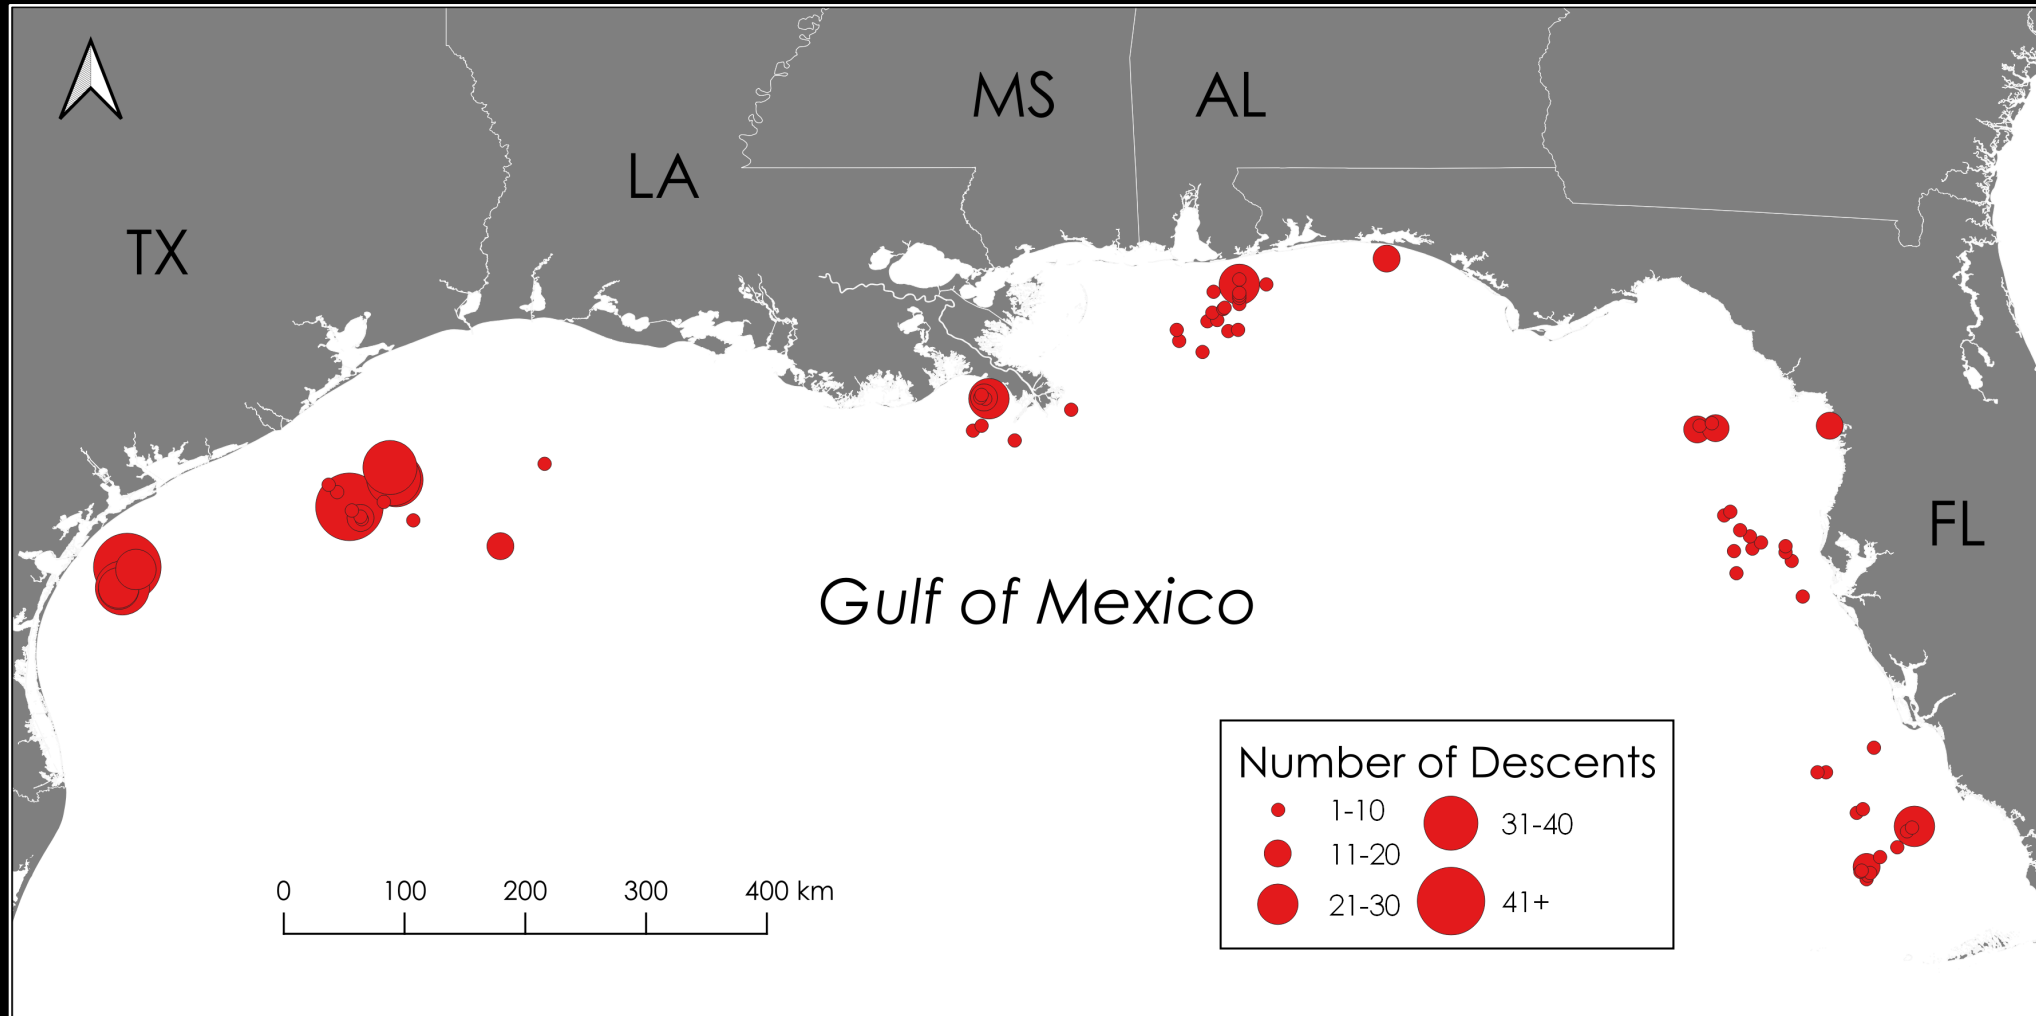 MS
AL
LA
TX
FL
Gulf of Mexico
Number of Descents
1-10
11-20
21-30
31-40
41+
0 100 200 300 400 km